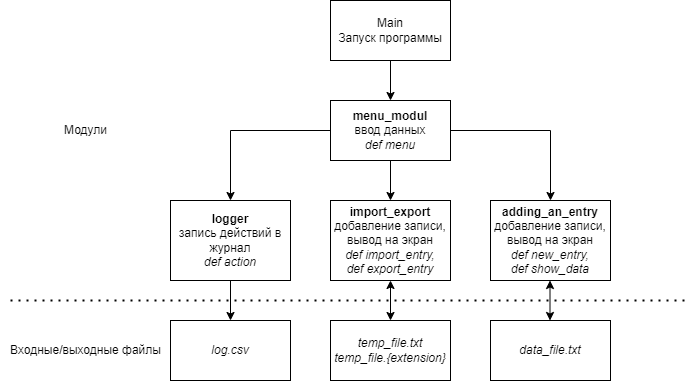 Main
Запуск программы
menu_modul
ввод данных
def menu
Модули
logger
запись действий в
журнал
def action
import_export
добавление записи,
вывод на экран
def import_entry,
def export_entry
adding_an_entry
добавление записи,
вывод на экран
def new_entry,
def show_data
Входные/выходные файлы
log.csv
temp_file.txt
temp_file.{extension}
data_file.txt